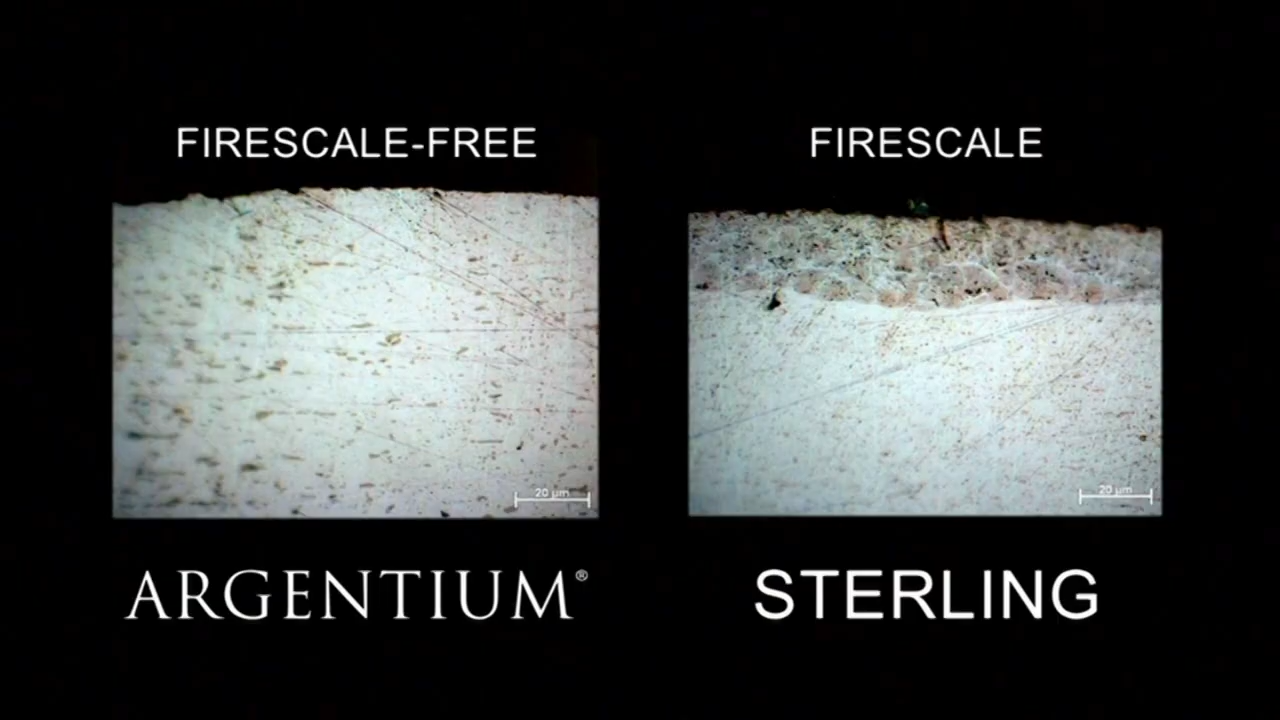 FIRESCALE-FREE
FIRESCALE
20 µm
20 µm
ARGENTIUM®
STERLING